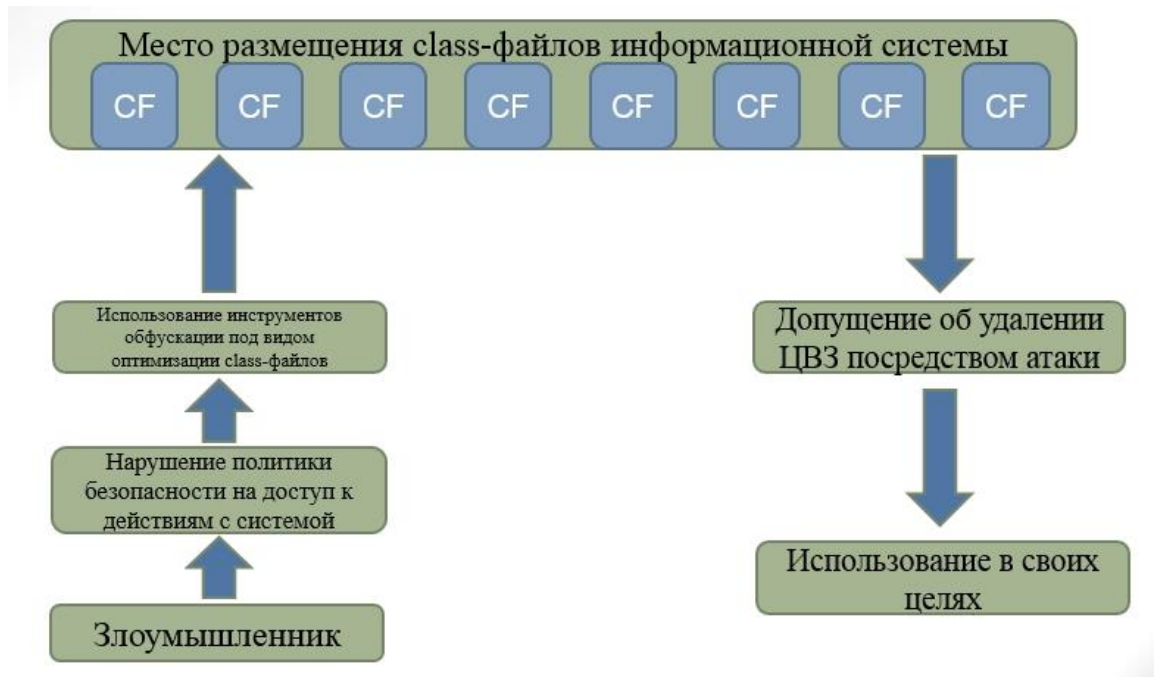 Место размещения class-файлов информационной системы
CF CF CF CF CF CF CF CF
Использование инструментов
обфускации под видом
оптимизации class-файлов
Допущение об удалении
ЦВЗ посредством атаки
Нарушение политики
безопасности на доступ к
действиям с системой
Использование в своих
целях
Злоумышленник